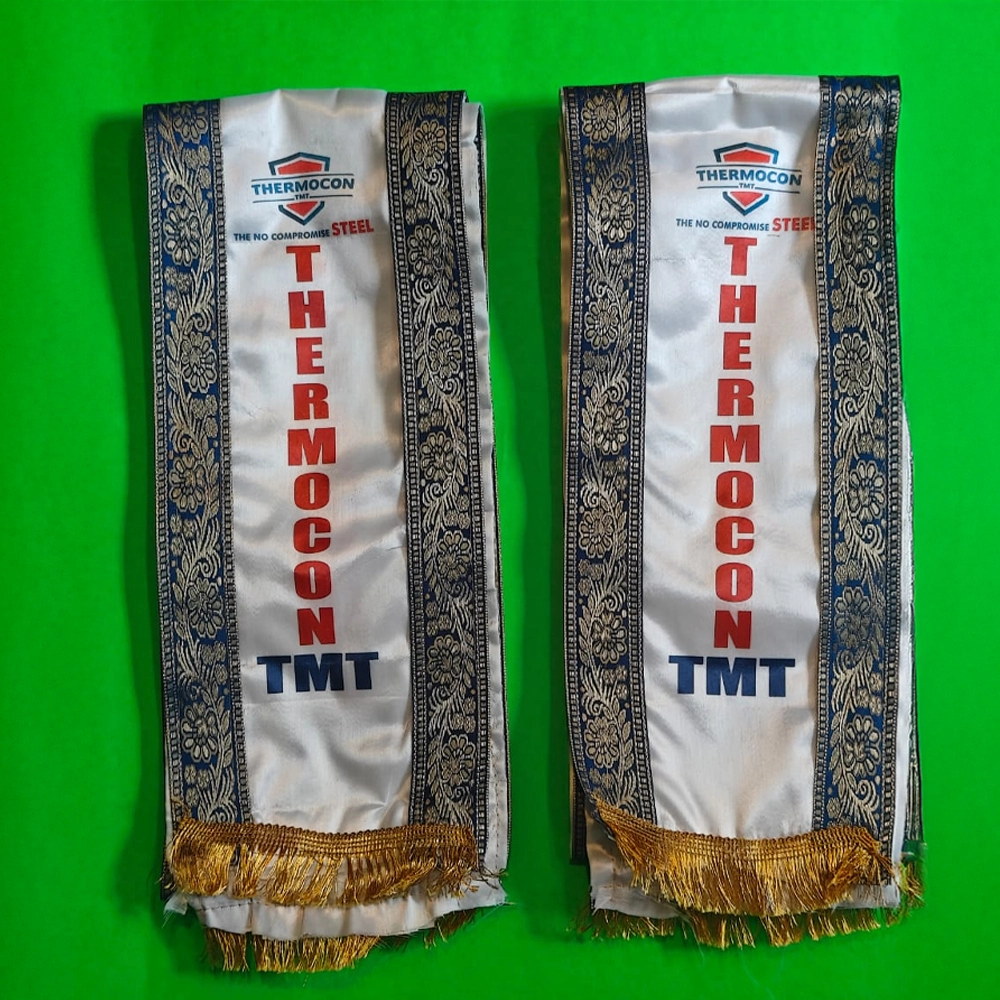 THERMOCON
TMT
THE NO COMPROMISE STEEL
THERMOCON
TMT
THERMOCON
TMT
THE NO COMPROMISE STEEL
THERMOCON
TMT